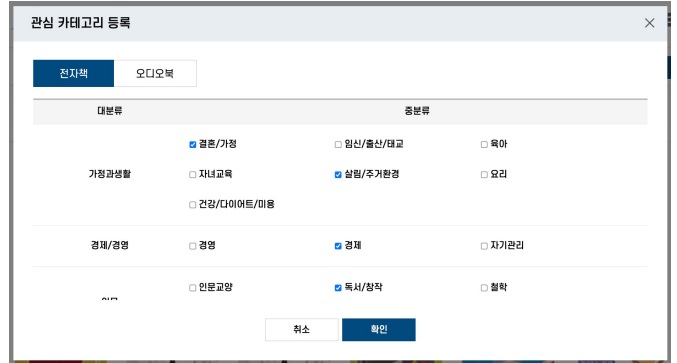 관심 카테고리 등록
전자책 오디오북
대분류 중분류
결혼/가정 임신/출산/태교 육아
가정과생활 자녀교육 살림/주거환경 요리
건강/다이어트/미용
경제/경영 경영 경제 자기관리
인문교양 독서/창작 철학
취소 확인